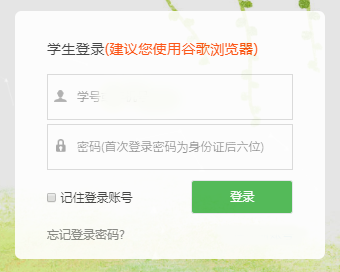 学生登录(建议您使用谷歌浏览器)
学号
密码(首次登录密码为身份证后六位)
记住登录账号
登录
忘记登录密码?